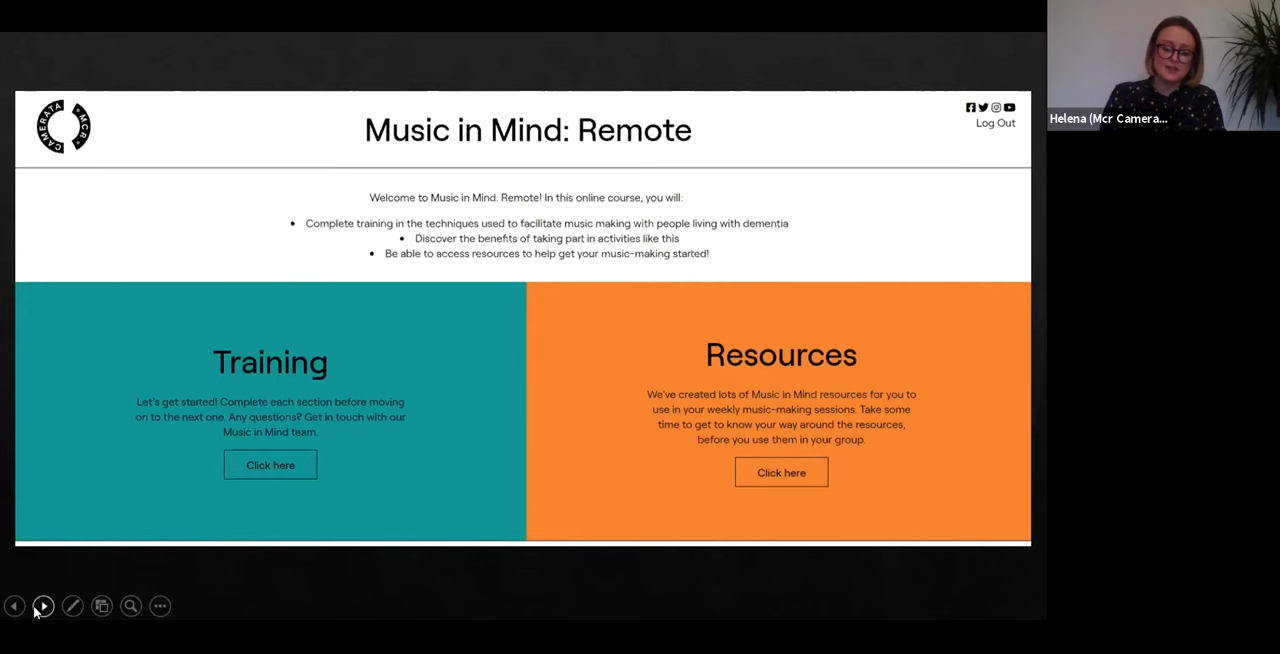 CAMERATA
MCR
Music in Mind: Remote
Log Out
Helena (Mcr Camera...
Welcome to Music in Mind: Remote! In this online course, you will:
• Complete training in the techniques used to facilitate music making with people living with dementia
• Discover the benefits of taking part in activities like this
• Be able to access resources to help get your music-making started!
Training
Let's get started! Complete each section before moving
on to the next one. Any questions? Get in touch with our
Music in Mind team.
Click here
Resources
We've created lots of Music in Mind resources for you to
use in your weekly music-making sessions. Take some
time to get to know your way around the resources,
before you use them in your group.
Click here